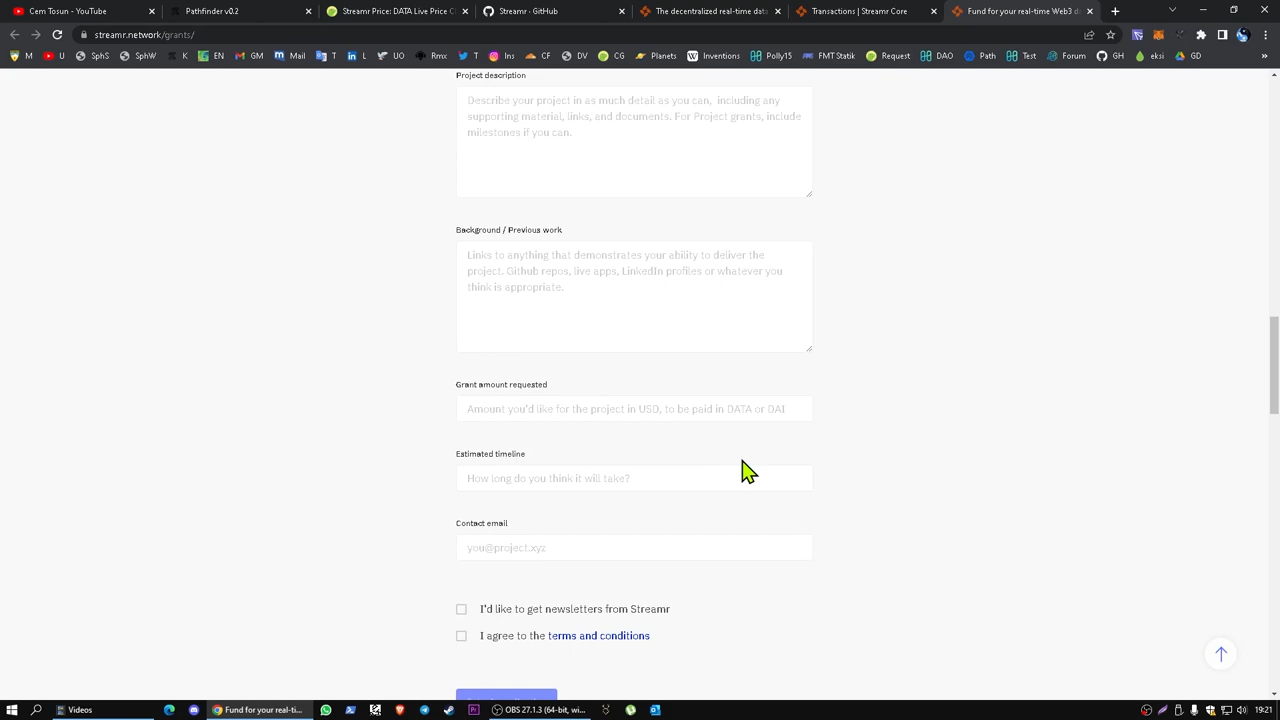 Cem Tosun - YouTube
Pathfinder v0.2
Streamr Price: DATA Live Price C
Streamr · GitHub
The decentralized real-time dat
Transactions | Streamr Core
Fund for your real-time Web3 d
streamr.network/grants/
M
YT
SphW
SphW
K
EN
GM
Mail
UO
Rmx
T
Ins
CF
DV
CG
Planets
Inventions
Polly15
FMT Statik
Request
DAO
Path
Test
Forum
GH
eksi
GD
Project description
Describe your project in as much detail as you can, including any
supporting material, links, and documents. For Project grants, include
milestones if you can.
Background / Previous work
Links to anything that demonstrates your ability to deliver the
project. Github repos, live apps, LinkedIn profiles or whatever you
think is appropriate.
Grant amount requested
Amount you'd like for the project in USD, to be paid in DATA or DAI
Estimated timeline
How long do you think it will take?
Contact email
you@project.xyz
I'd like to get newsletters from Streamr
I agree to the terms and conditions
Videos
Fund for your real-ti...
OBS 27.1.3 (64-bit, wi...
19:21